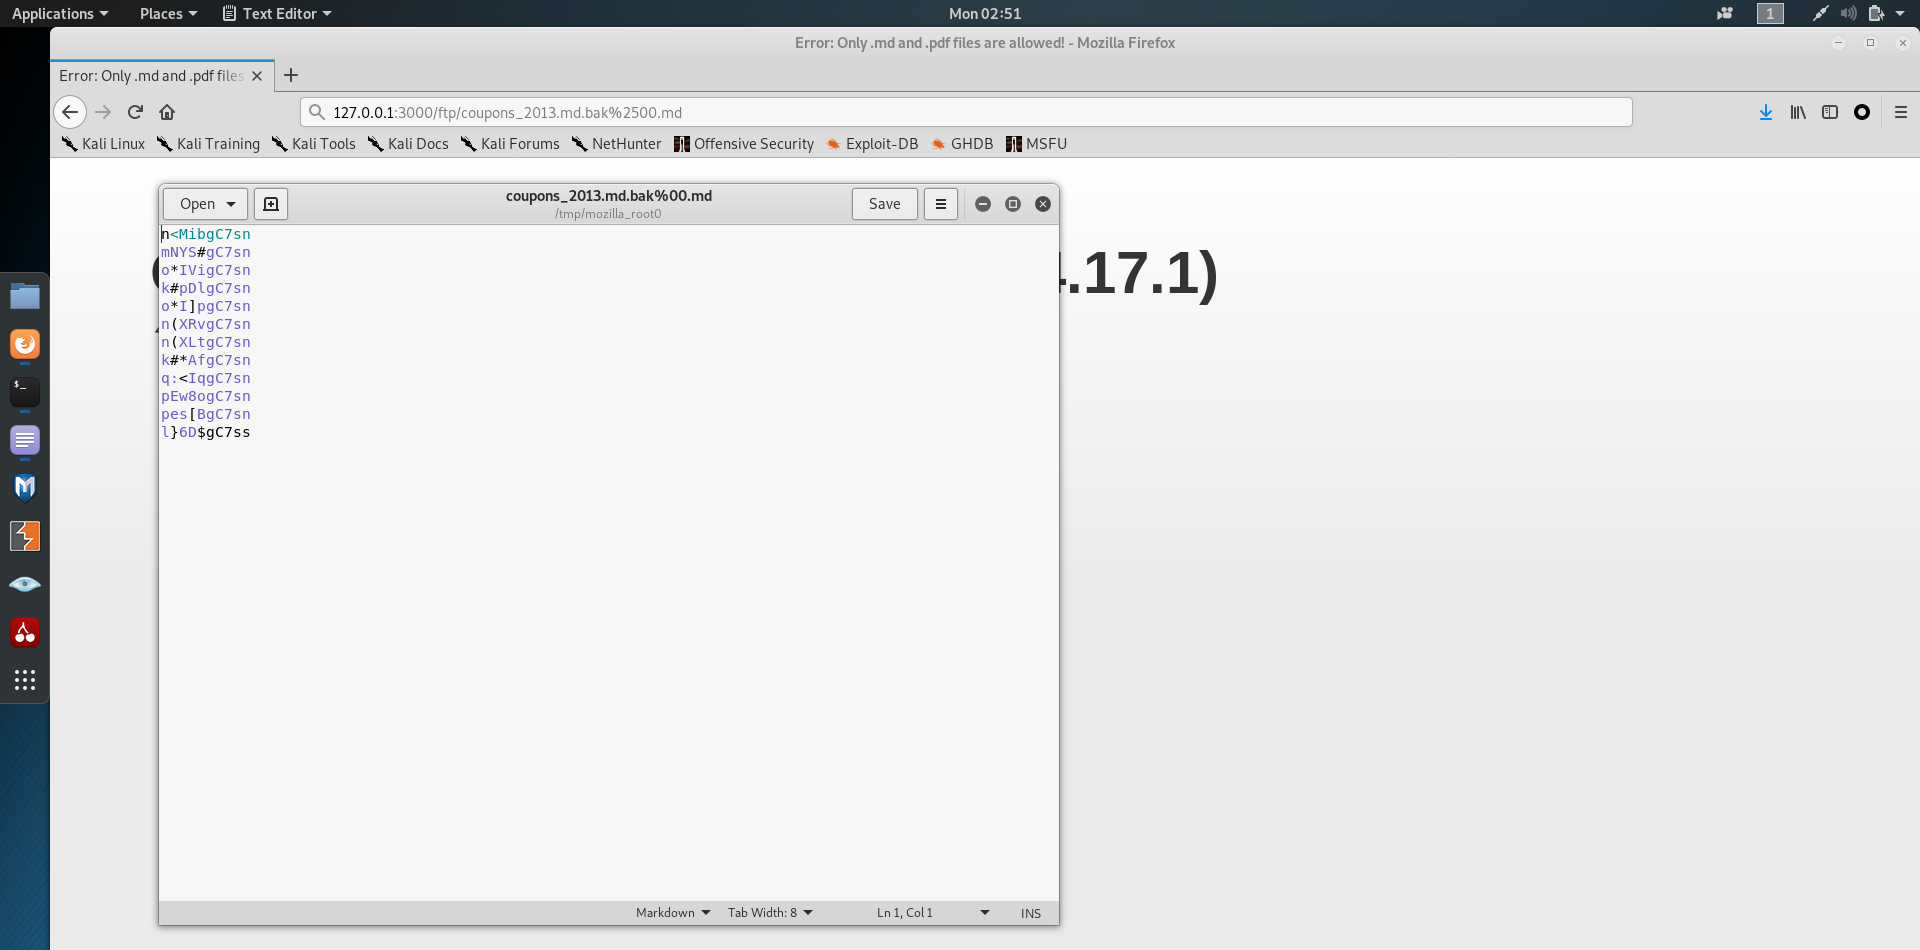 Applications Places Text Editor Mon 02:51 1
Error: Only .md and .pdf files are allowed! - Mozilla Firefox
Error: Only .md and .pdf files
127.0.0.1:3000/ftp/coupons_2013.md.bak%2500.md
Kali Linux Kali Training Kali Tools Kali Docs Kali Forums NetHunter Offensive Security Exploit-DB GHDB MSFU
Open coupons_2013.md.bak%00.md Save
/tmp/mozilla_root0
.17.1)
n<MibgC7sn
mNYS#gC7sn
o*IVigC7sn
k#pDlgC7sn
o*I]pgC7sn
n(XRvgC7sn
n(XLtgC7sn
k#*AfgC7sn
q:<IqgC7sn
pEw8ogC7sn
pes[BgC7sn
l}6D$gC7ss
Markdown Tab Width: 8 Ln 1, Col 1 INS